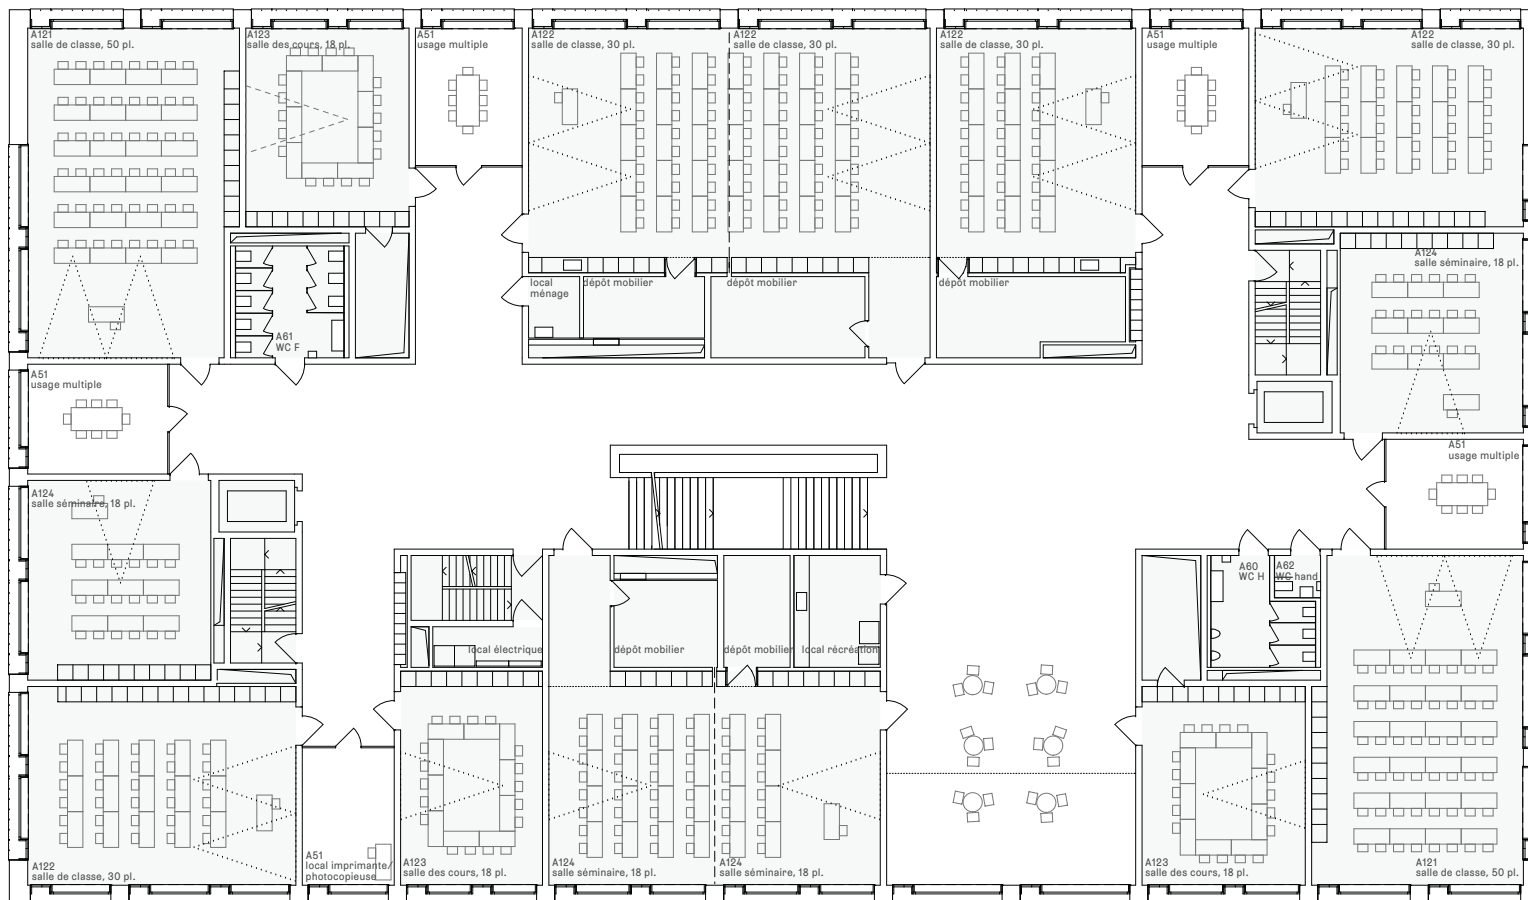 A121
salle de classe, 50 pl.
A123
salle des cours, 18 pl.
A51
usage multiple
A122
salle de classe, 30 pl.
A122
salle de classe, 30 pl.
A122
salle de classe, 30 pl.
A51
usage multiple
A122
salle de classe, 30 pl.
A124
salle séminaire, 18 pl.
local
ménage
dépôt mobilier
dépôt mobilier
dépôt mobilier
A61
WC F
A51
usage multiple
A51
usage multiple
A124
salle séminaire, 18 pl.
A60
WC H
A62
WC hand
local électrique
dépôt mobilier
dépôt mobilier
local récréation
A122
salle de classe, 30 pl.
A51
local imprimante/
photocopieuse
A123
salle des cours, 18 pl.
A124
salle séminaire, 18 pl.
A124
salle séminaire, 18 pl.
A123
salle des cours, 18 pl.
A121
salle de classe, 50 pl.